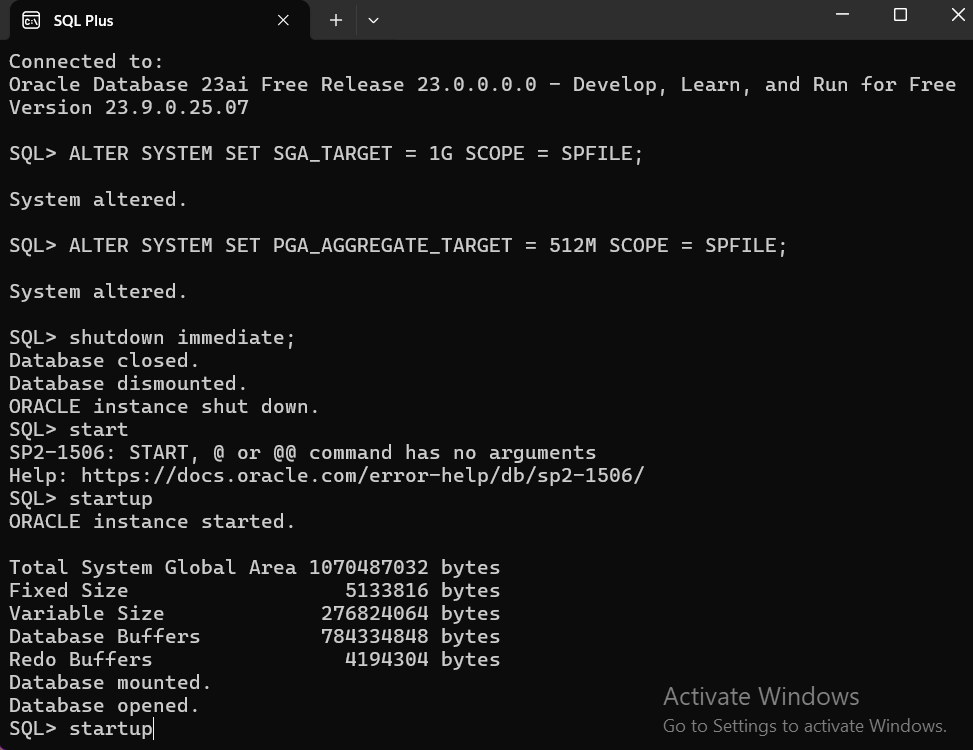 SQL Plus
Connected to:
Oracle Database 23ai Free Release 23.0.0.0.0 - Develop, Learn, and Run for Free
Version 23.9.0.25.07
SQL> ALTER SYSTEM SET SGA_TARGET = 1G SCOPE = SPFILE;
System altered.
SQL> ALTER SYSTEM SET PGA_AGGREGATE_TARGET = 512M SCOPE = SPFILE;
System altered.
SQL> shutdown immediate;
Database closed.
Database dismounted.
ORACLE instance shut down.
SQL> start
SP2-1506: START, @ or @@ command has no arguments
Help: https://docs.oracle.com/error-help/db/sp2-1506/
SQL> startup
ORACLE instance started.
Total System Global Area 1070487032 bytes
Fixed Size 5133816 bytes
Variable Size 276824064 bytes
Database Buffers 784334848 bytes
Redo Buffers 4194304 bytes
Database mounted.
Database opened.
SQL> startup
Activate Windows
Go to Settings to activate Windows.